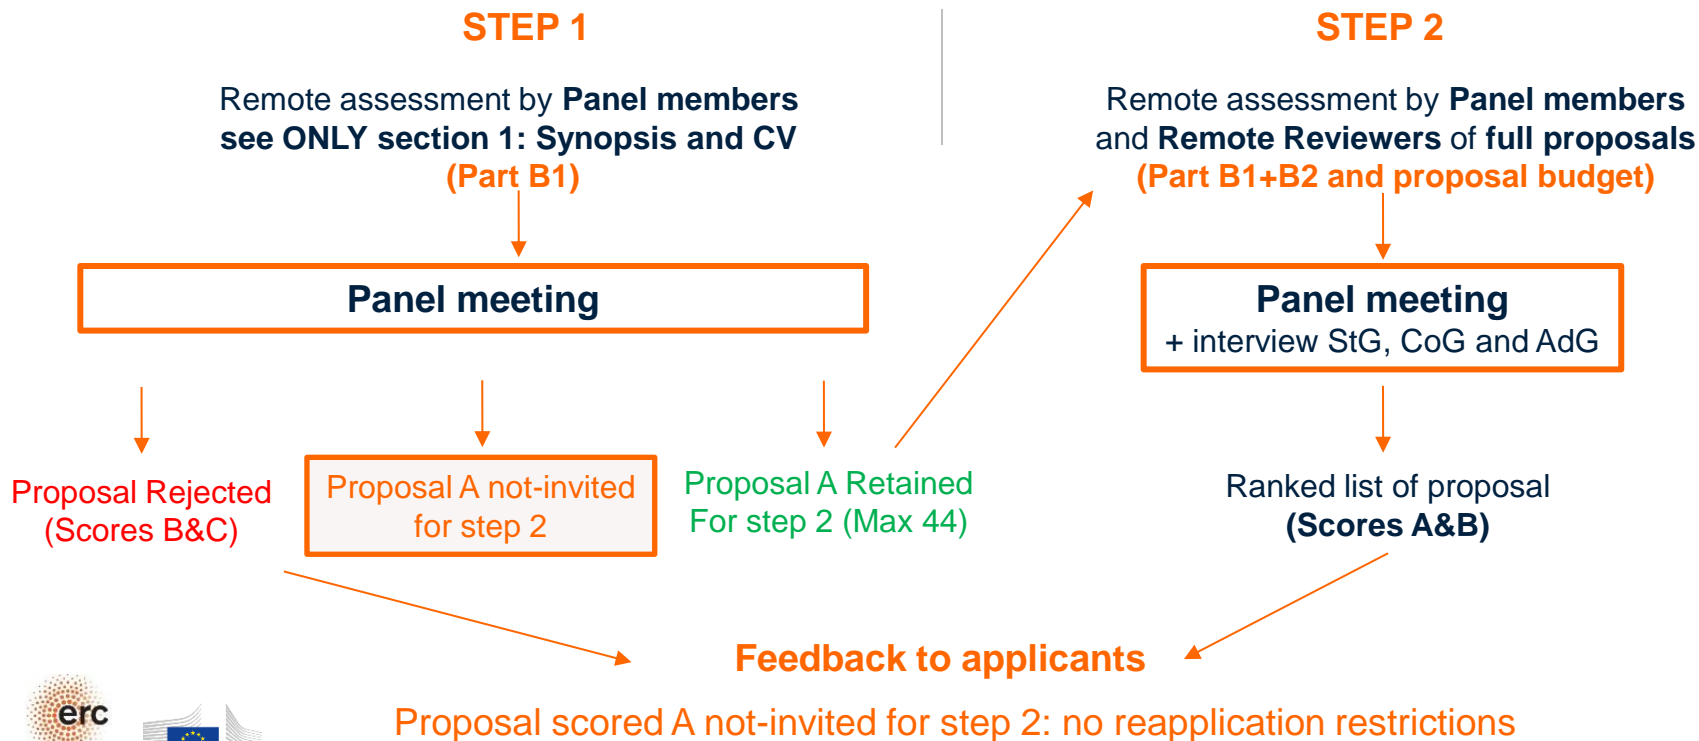 STEP 1
Remote assessment by Panel members
see ONLY section 1: Synopsis and CV
(Part B1)
Panel meeting
Proposal Rejected
(Scores B&C)
Proposal A not-invited
for step 2
Proposal A Retained
For step 2 (Max 44)
STEP 2
Remote assessment by Panel members
and Remote Reviewers of full proposals
(Part B1+B2 and proposal budget)
Panel meeting
+ interview StG, CoG and AdG
Ranked list of proposal
(Scores A&B)
Feedback to applicants
Proposal scored A not-invited for step 2: no reapplication restrictions
erc